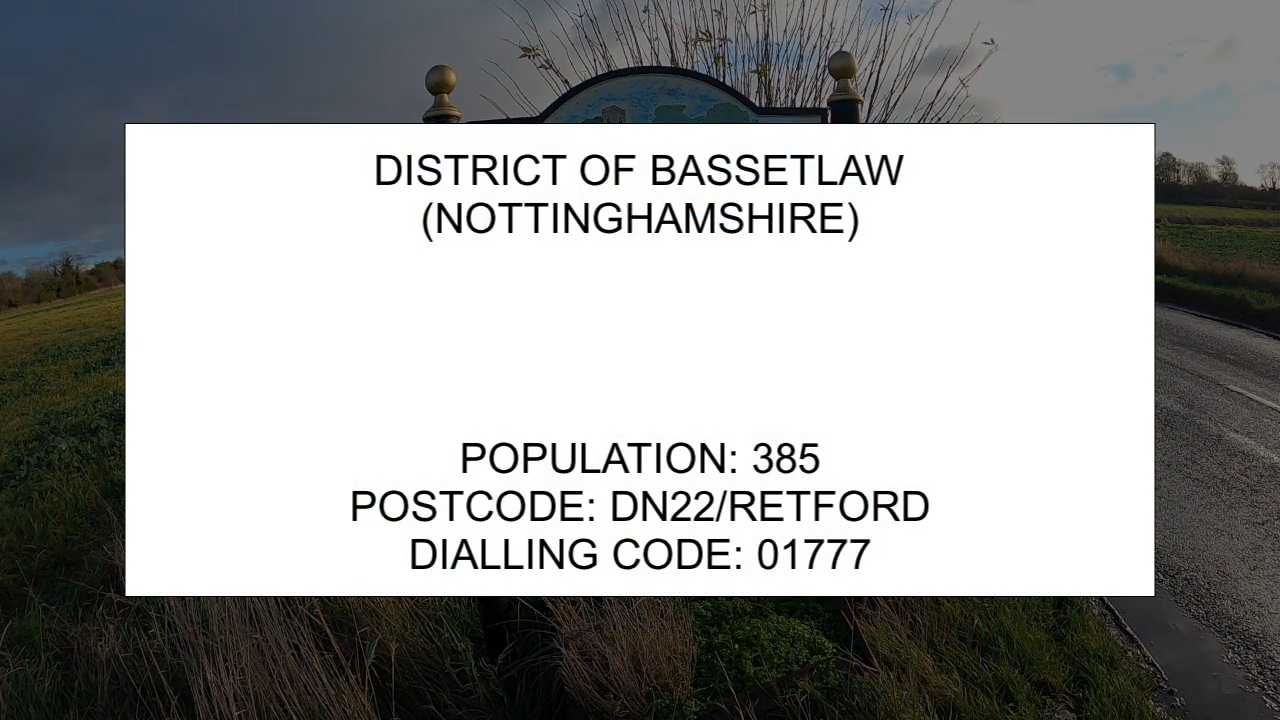 DISTRICT OF BASSETLAW
(NOTTINGHAMSHIRE)
POPULATION: 385
POSTCODE: DN22/RETFORD
DIALLING CODE: 01777